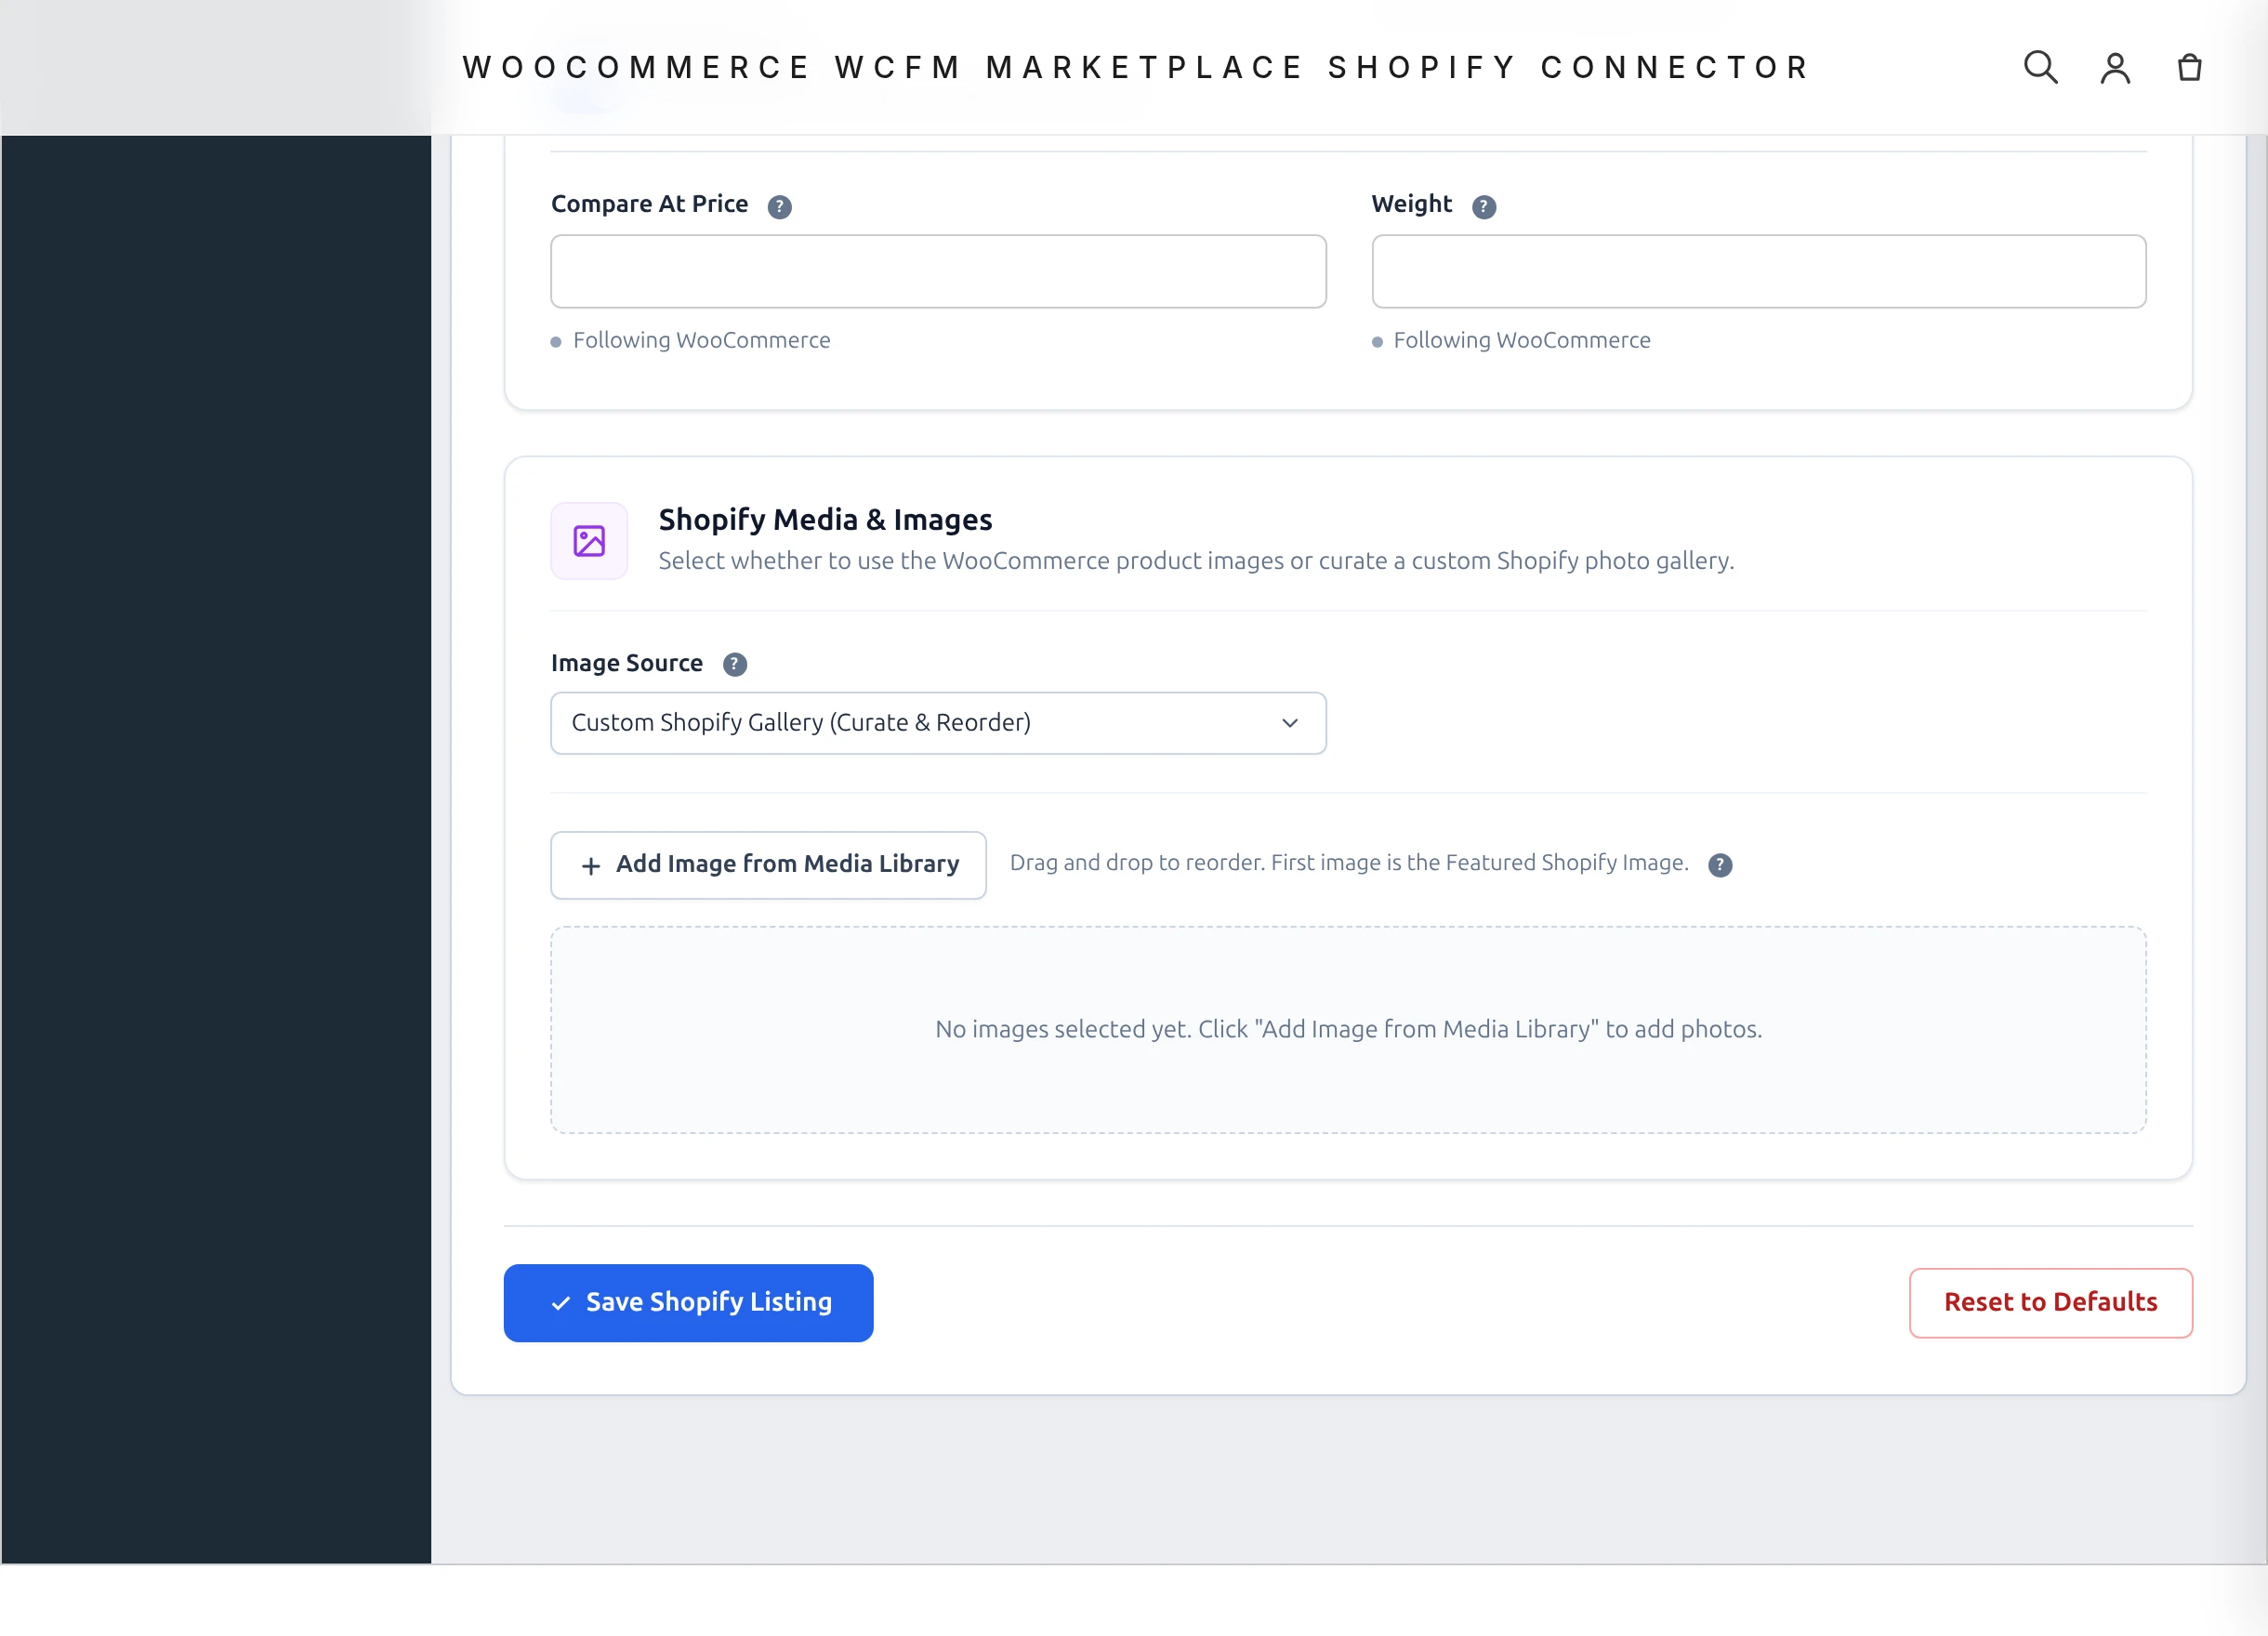 WOOCOMMERCE WCFM MARKETPLACE SHOPIFY CONNECTOR
Compare At Price ?
Weight ?
Following WooCommerce
Following WooCommerce
Shopify Media & Images
Select whether to use the WooCommerce product images or curate a custom Shopify photo gallery.
Image Source ?
Custom Shopify Gallery (Curate & Reorder)
+ Add Image from Media Library
Drag and drop to reorder. First image is the Featured Shopify Image. ?
No images selected yet. Click "Add Image from Media Library" to add photos.
✓ Save Shopify Listing
Reset to Defaults